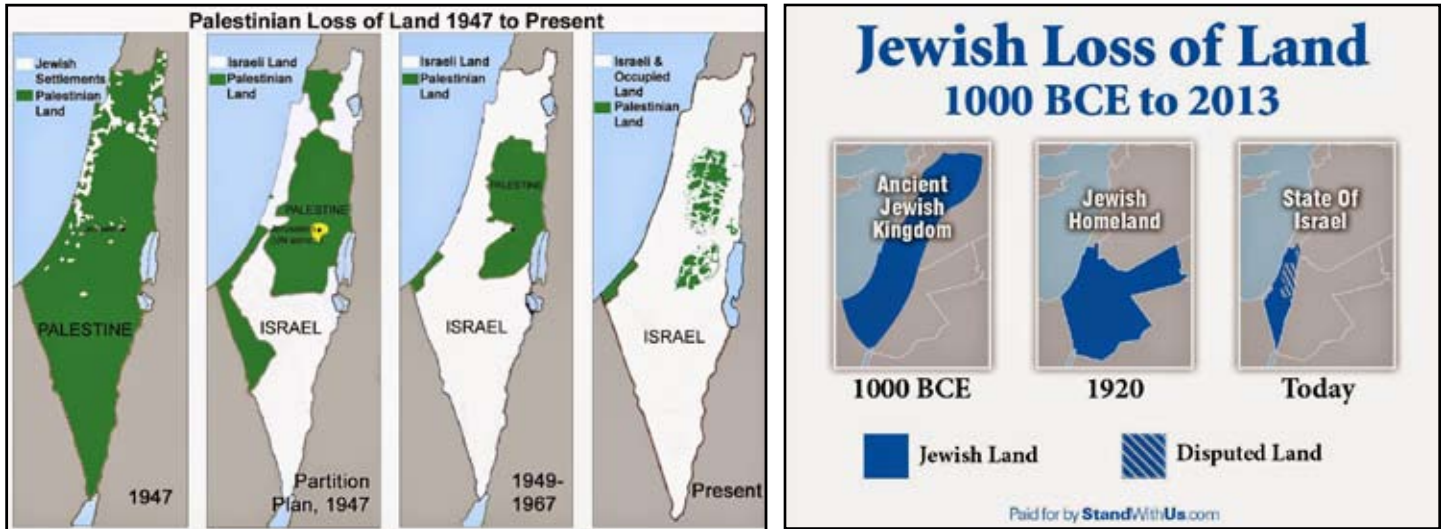 Palestinian Loss of Land 1947 to Present
Jewish
Settlements
Palestinian
Land
PALESTINE
1947
Israeli Land
Palestinian
Land
PALESTINE
ISRAEL
Partition
Plan, 1947
Israeli Land
Palestinian
Land
PALESTINE
ISRAEL
1949-
1967
Israeli &
Occupied
Land
Palestinian
Land
ISRAEL
Present
Jewish Loss of Land
1000 BCE to 2013
Ancient
Jewish
Kingdom
1000 BCE
Jewish
Homeland
1920
State Of
Israel
Today
Jewish Land
Disputed Land
Paid for by StandWithUs.com